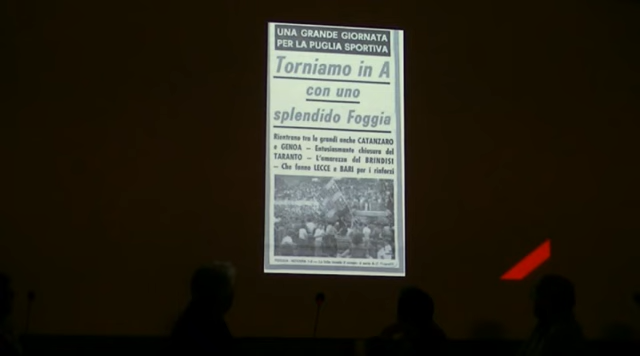 UNA GRANDE GIORNATA
PER LA PUGLIA SPORTIVA
Torniamo in A
con uno
splendido Foggia
Rientrano tra le grandi anche CATANZARO
e GENOA – Entusiasmante chiusura del
TARANTO – L'amarezza del BRINDISI
– Che fanno LECCE e BARI per i rinforzi